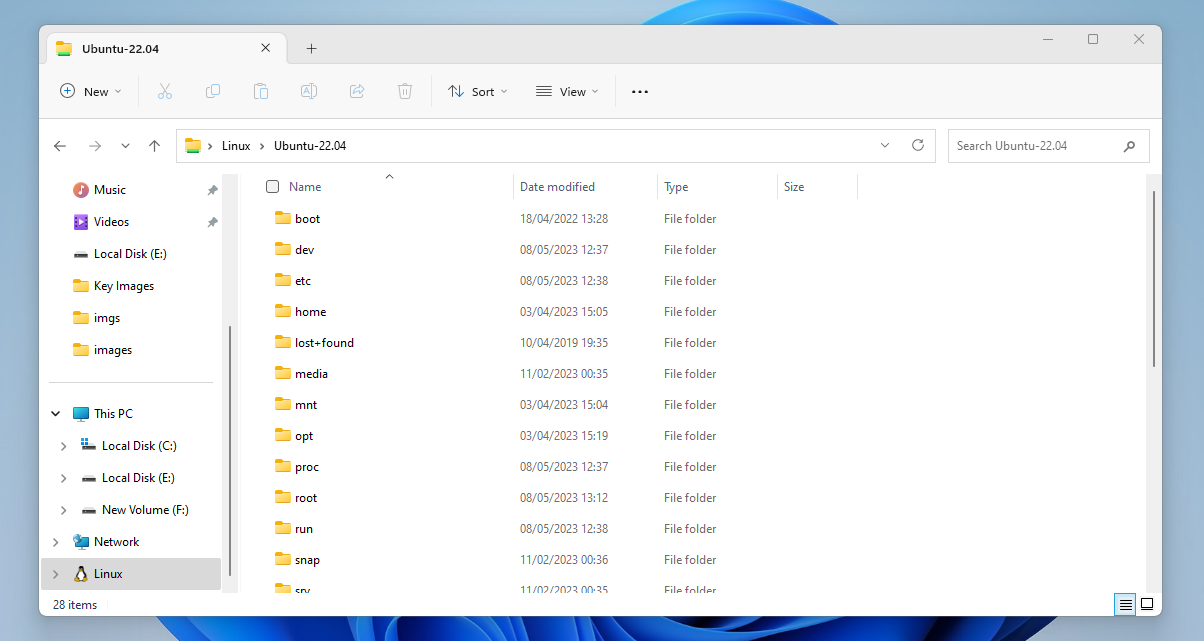 Ubuntu-22.04
New Sort View
Linux Ubuntu-22.04 Search Ubuntu-22.04
Music
Videos
Local Disk (E:)
Key Images
imgs
images
This PC
Local Disk (C:)
Local Disk (E:)
New Volume (F:)
Network
Linux
Name Date modified Type Size
boot 18/04/2022 13:28 File folder
dev 08/05/2023 12:37 File folder
etc 08/05/2023 12:38 File folder
home 03/04/2023 15:05 File folder
lost+found 10/04/2019 19:35 File folder
media 11/02/2023 00:35 File folder
mnt 03/04/2023 15:04 File folder
opt 03/04/2023 15:19 File folder
proc 08/05/2023 12:37 File folder
root 08/05/2023 13:12 File folder
run 08/05/2023 12:38 File folder
snap 11/02/2023 00:36 File folder
srv 11/02/2023 00:35 File folder
28 items